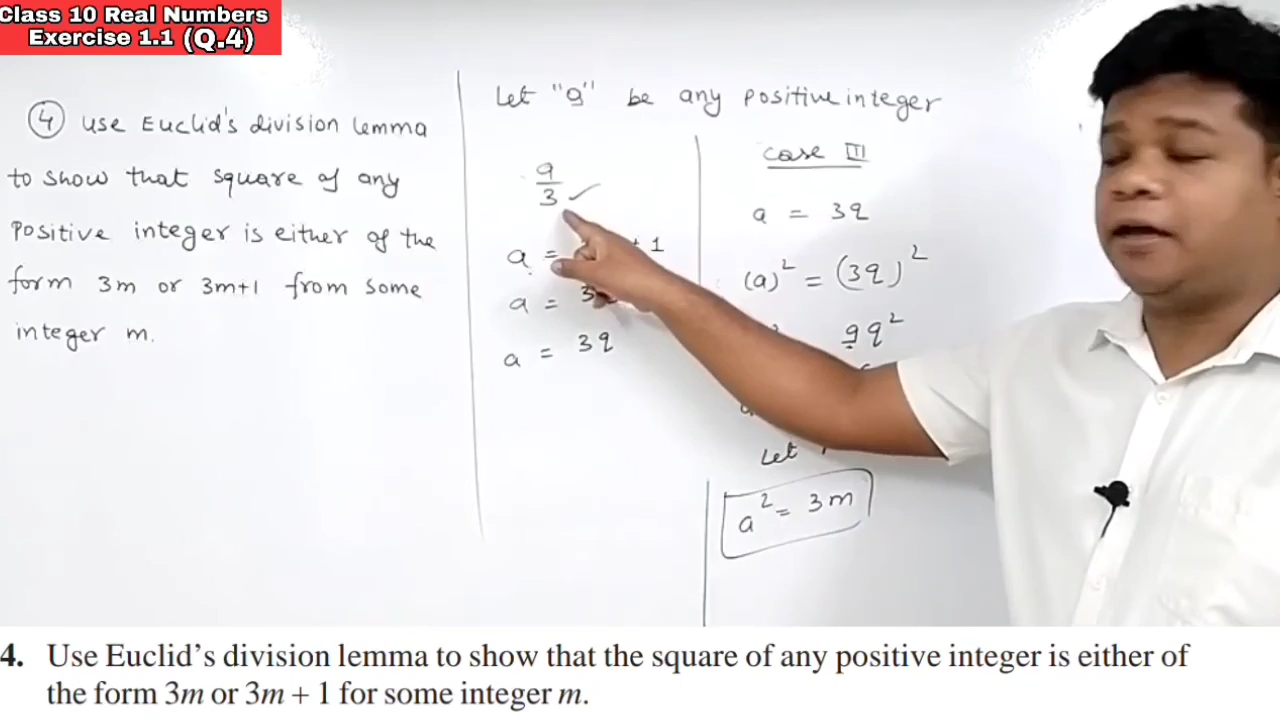 Class 10 Real Numbers
Exercise 1.1 (Q.4)
④ use Euclid's division lemma
to show that square of any
Positive integer is either of the
form 3m or 3m+1 from some
integer m.
Let "a" be any positive integer
a
3 ✓
a = + 1
a = 3
a = 3q
Case III
a = 3q
(a)² = (3q)²
9q²
Let
a² = 3m
4. Use Euclid's division lemma to show that the square of any positive integer is either of
the form 3m or 3m + 1 for some integer m.